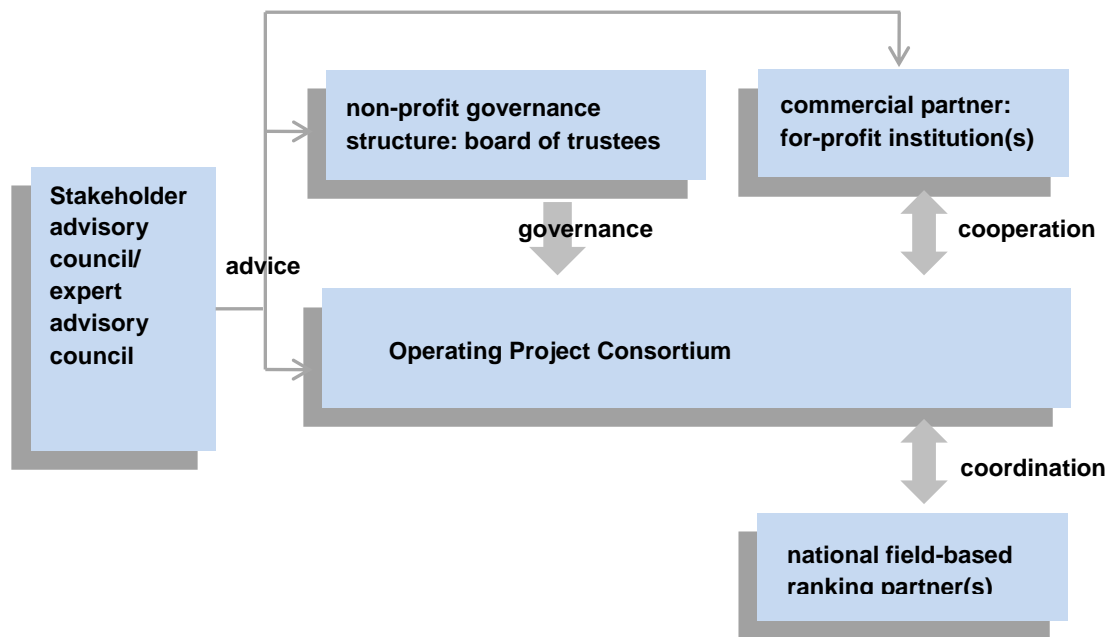 non-profit governance
structure: board of trustees
commercial partner:
for-profit institution(s)
Stakeholder
advisory
council/
expert
advisory
council
advice
governance
cooperation
Operating Project Consortium
coordination
national field-based
ranking partner(s)